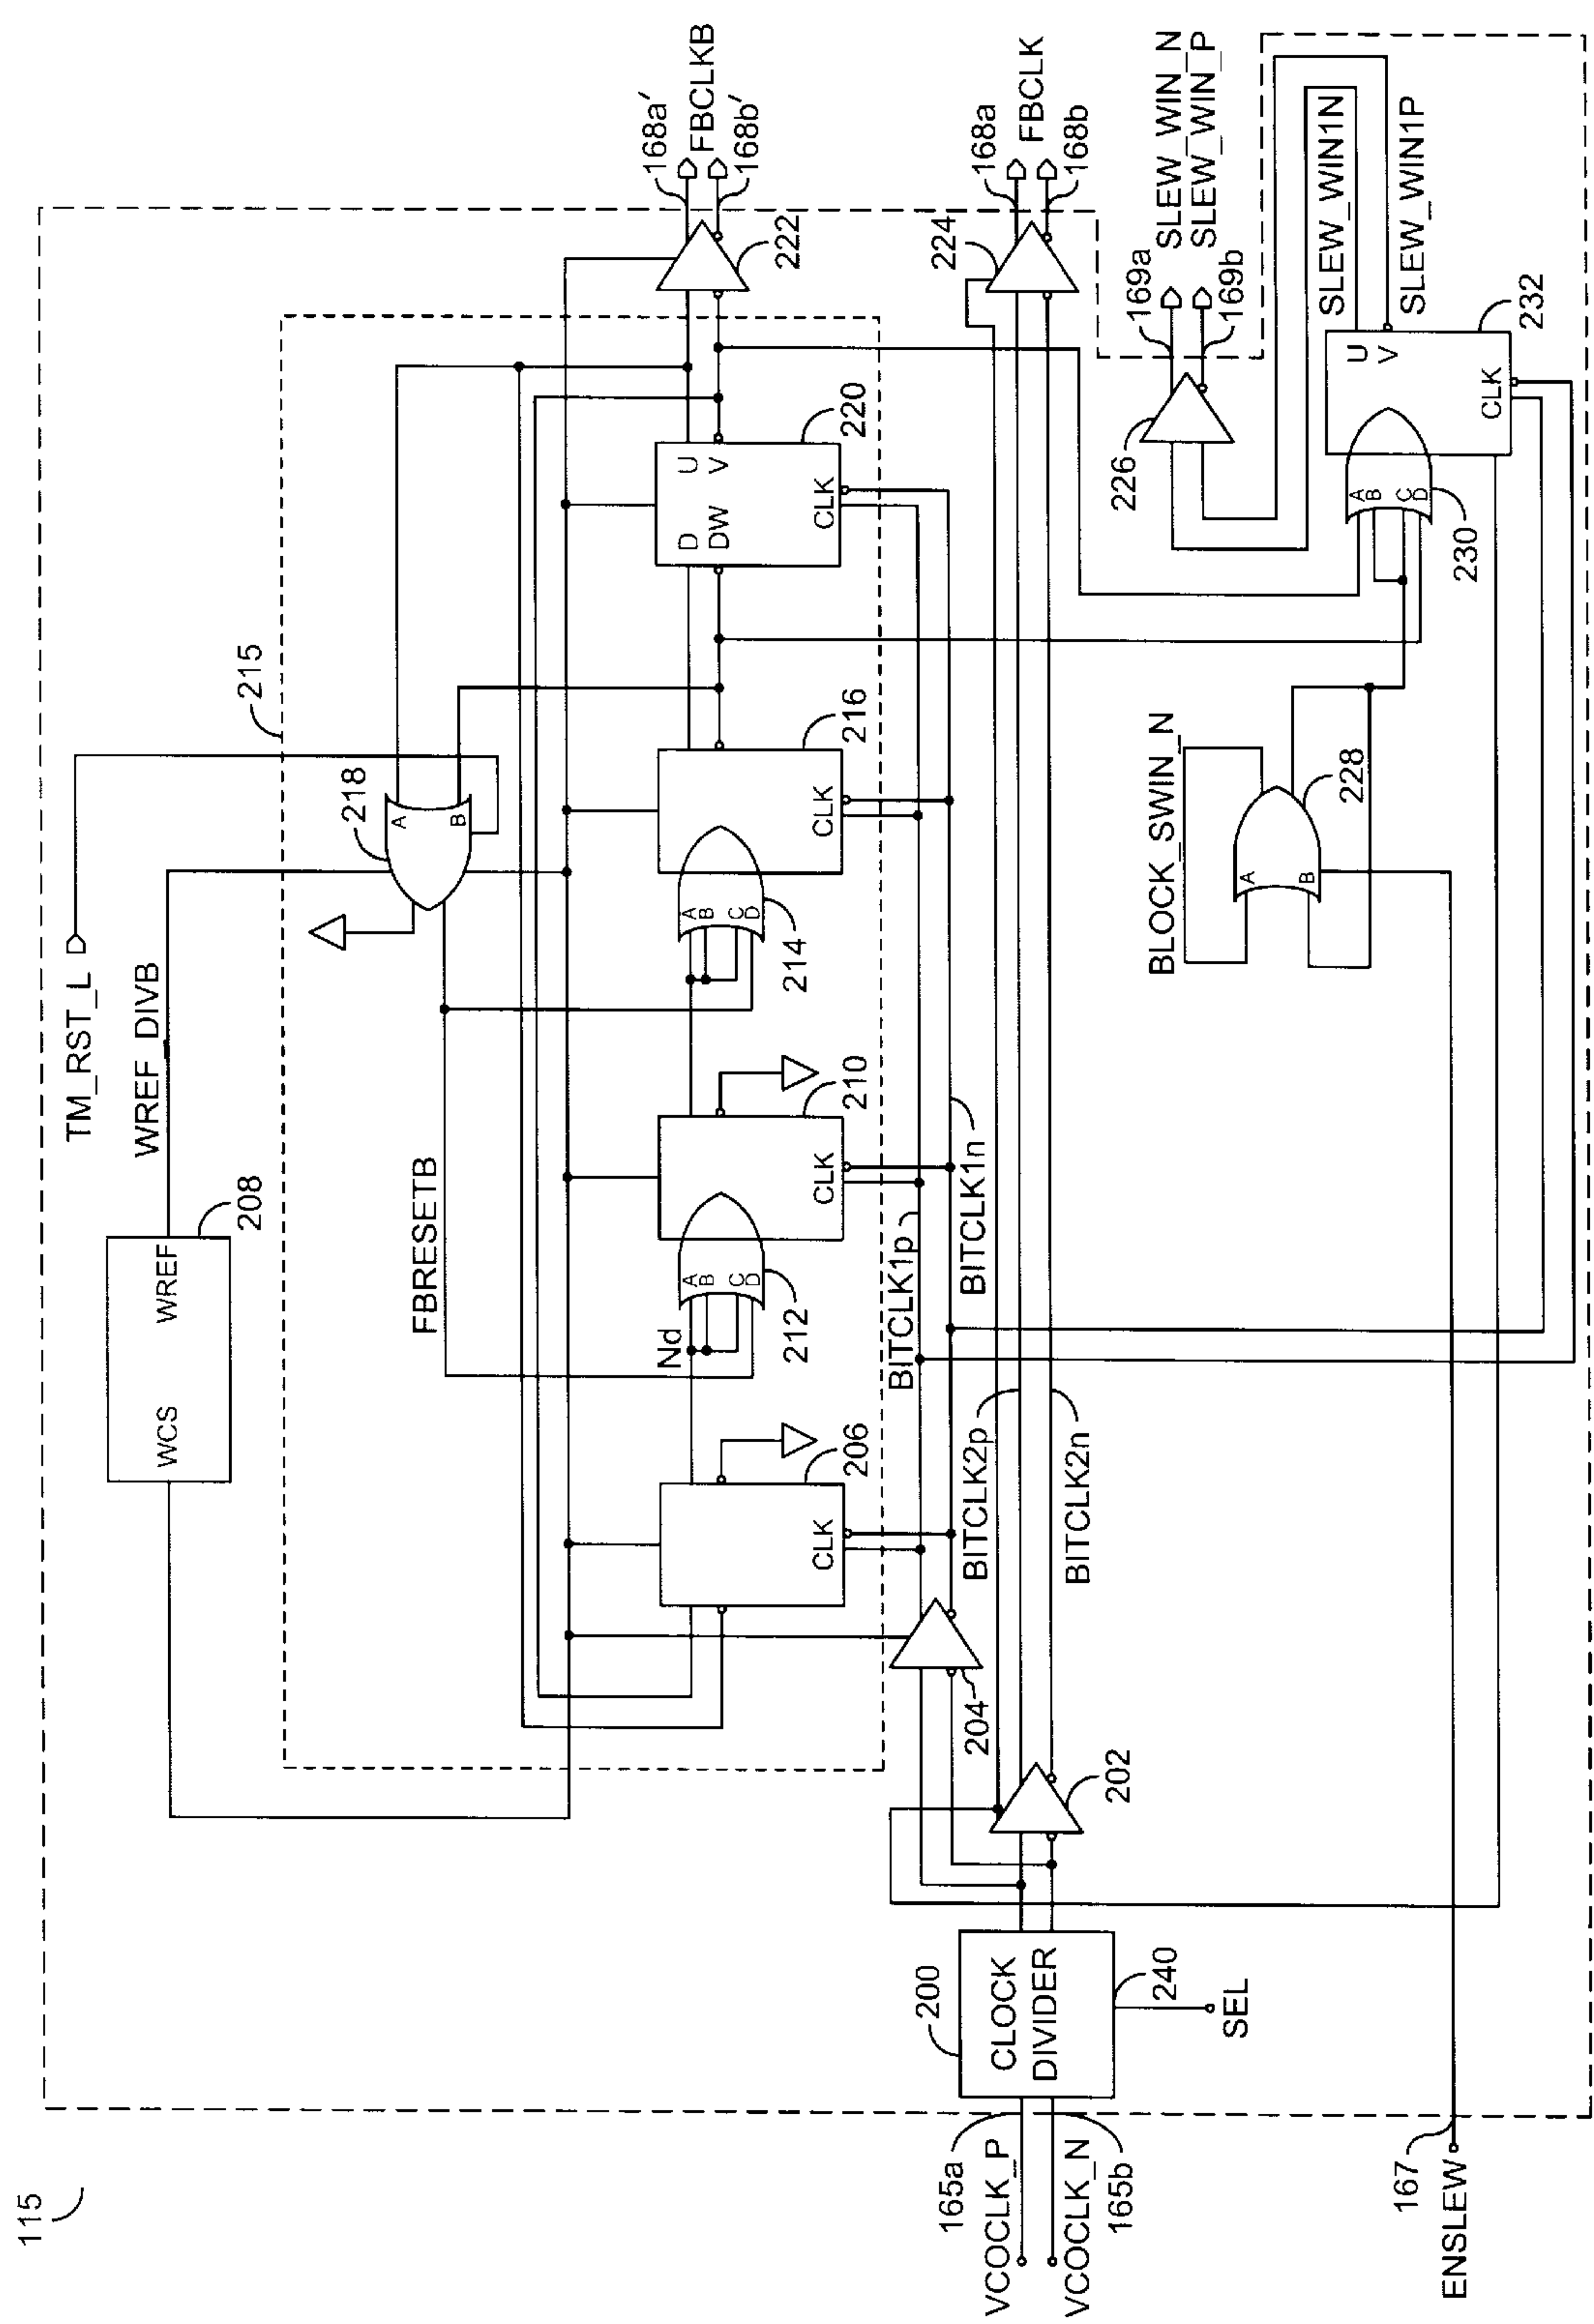 115
TM_RST_L
WREF_DIVB
WCS
WREF
208
FBRESETB
218
A
B
215
168a'
FBCLKB
168b'
222
Nd
A
B
C
D
212
CLK
206
CLK
210
A
B
C
D
214
CLK
216
D
DW
U
V
CLK
220
BITCLK1p
BITCLK1n
BITCLK2p
BITCLK2n
204
202
224
168a
FBCLK
168b
200
CLOCK
DIVIDER
240
SEL
165a
VCOCLK_P
VCOCLK_N
165b
226
169a
SLEW_WIN_N
SLEW_WIN_P
169b
SLEW_WIN1N
SLEW_WIN1P
BLOCK_SWIN_N
A
B
228
A
B
C
D
230
U
V
CLK
232
167
ENSLEW